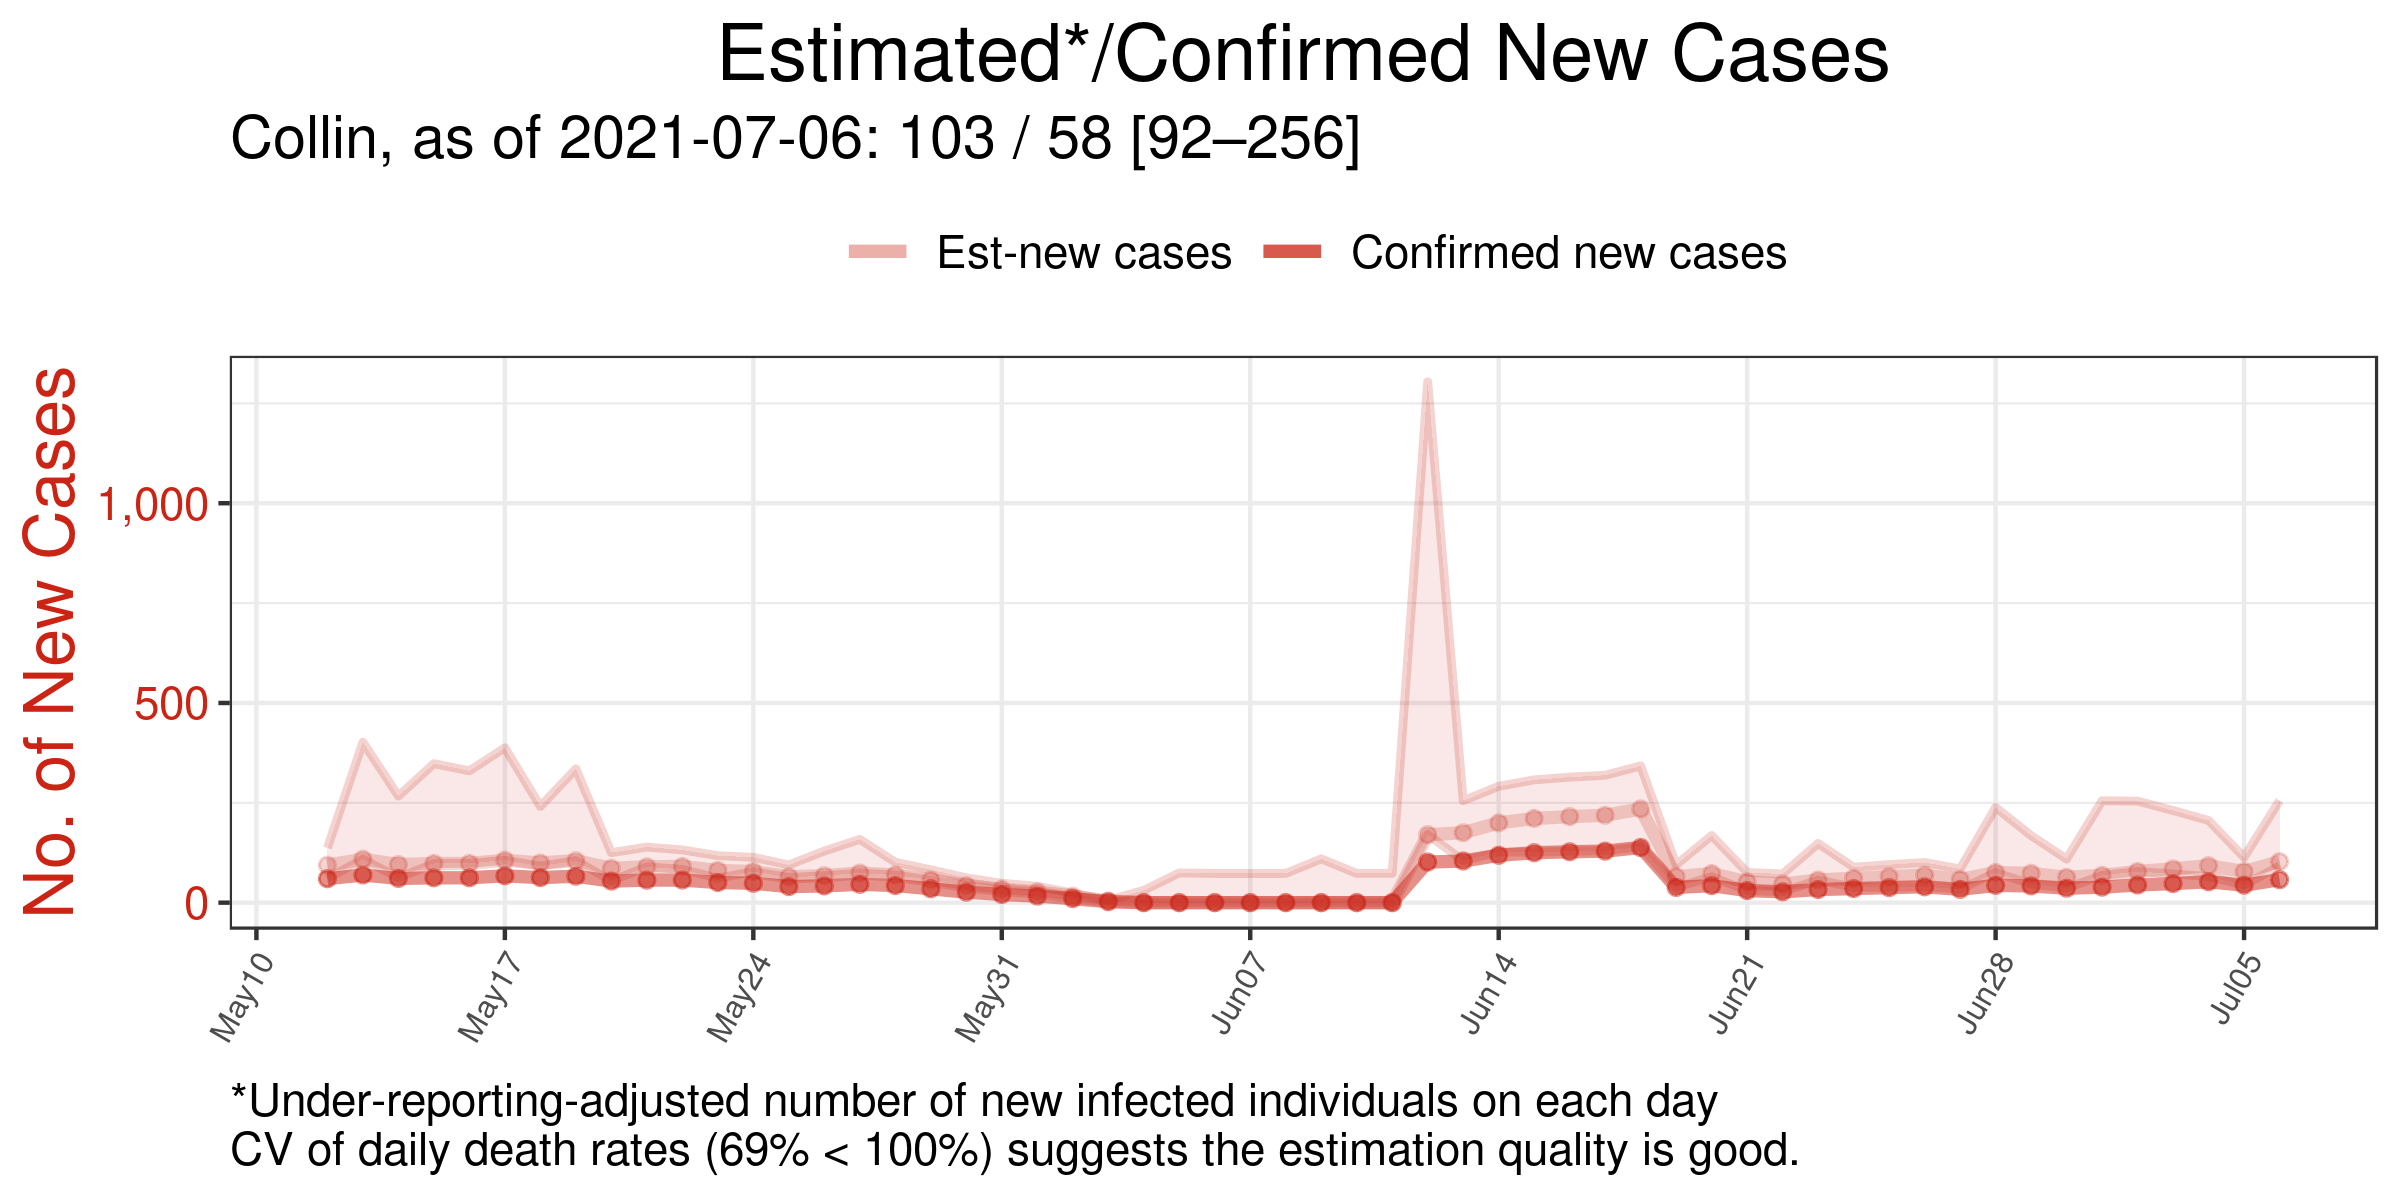 Estimated*/Confirmed New Cases
Collin, as of 2021-07-06: 103 / 58 [92–256]
Est-new cases Confirmed new cases
No. of New Cases
1,000
500
0
May10 May17 May24 May31 Jun07 Jun14 Jun21 Jun28 Jul05
*Under-reporting-adjusted number of new infected individuals on each day
CV of daily death rates (69% < 100%) suggests the estimation quality is good.